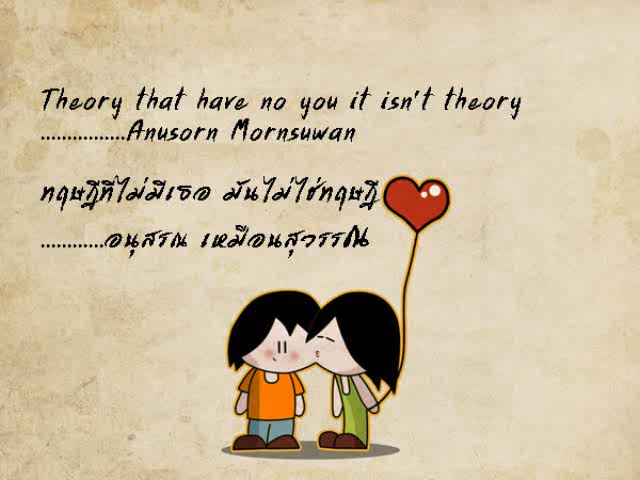 Theory that have no you it isn't theory
................Anusorn Mornsuwan
ทฤษฎีที่ไม่มีเธอ มันไม่ใช่ทฤษฎี
............อนุสรณ เหมือนสุวรรณ